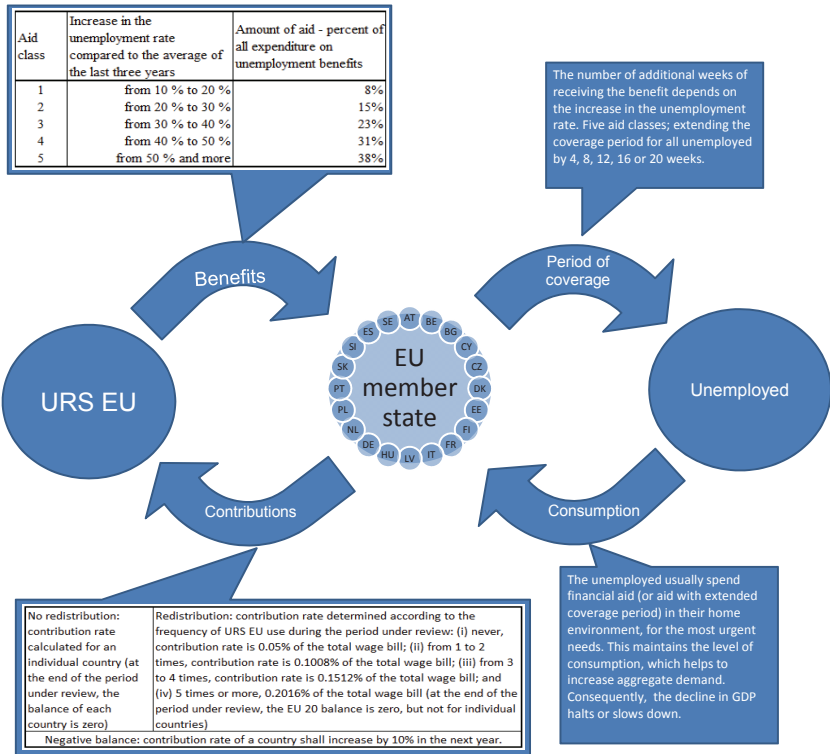 Aid class
Increase in the
unemployment rate
compared to the average of
the last three years
Amount of aid - percent of
all expenditure on
unemployment benefits
1 from 10 % to 20 % 8%
2 from 20 % to 30 % 15%
3 from 30 % to 40 % 23%
4 from 40 % to 50 % 31%
5 from 50 % and more 38%
The number of additional weeks of
receiving the benefit depends on
the increase in the unemployment
rate. Five aid classes; extending the
coverage period for all unemployed
by 4, 8, 12, 16 or 20 weeks.
Benefits
Period of
coverage
URS EU
EU
member
state
AT
BE
BG
CY
CZ
DK
EE
FI
FR
IT
LV
HU
DE
NL
PL
PT
SK
SI
ES
SE
Unemployed
Contributions
Consumption
No redistribution:
contribution rate
calculated for an
individual country (at
the end of the period
under review, the
balance of each
country is zero)
Redistribution: contribution rate determined according to the
frequency of URS EU use during the period under review: (i) never,
contribution rate is 0.05% of the total wage bill; (ii) from 1 to 2
times, contribution rate is 0.1008% of the total wage bill; (iii) from 3
to 4 times, contribution rate is 0.1512% of the total wage bill; and
(iv) 5 times or more, 0.2016% of the total wage bill (at the end of the
period under review, the EU 20 balance is zero, but not for individual
countries)
Negative balance: contribution rate of a country shall increase by 10% in the next year.
The unemployed usually spend
financial aid (or aid with extended
coverage period) in their home
environment, for the most urgent
needs. This maintains the level of
consumption, which helps to
increase aggregate demand.
Consequently, the decline in GDP
halts or slows down.